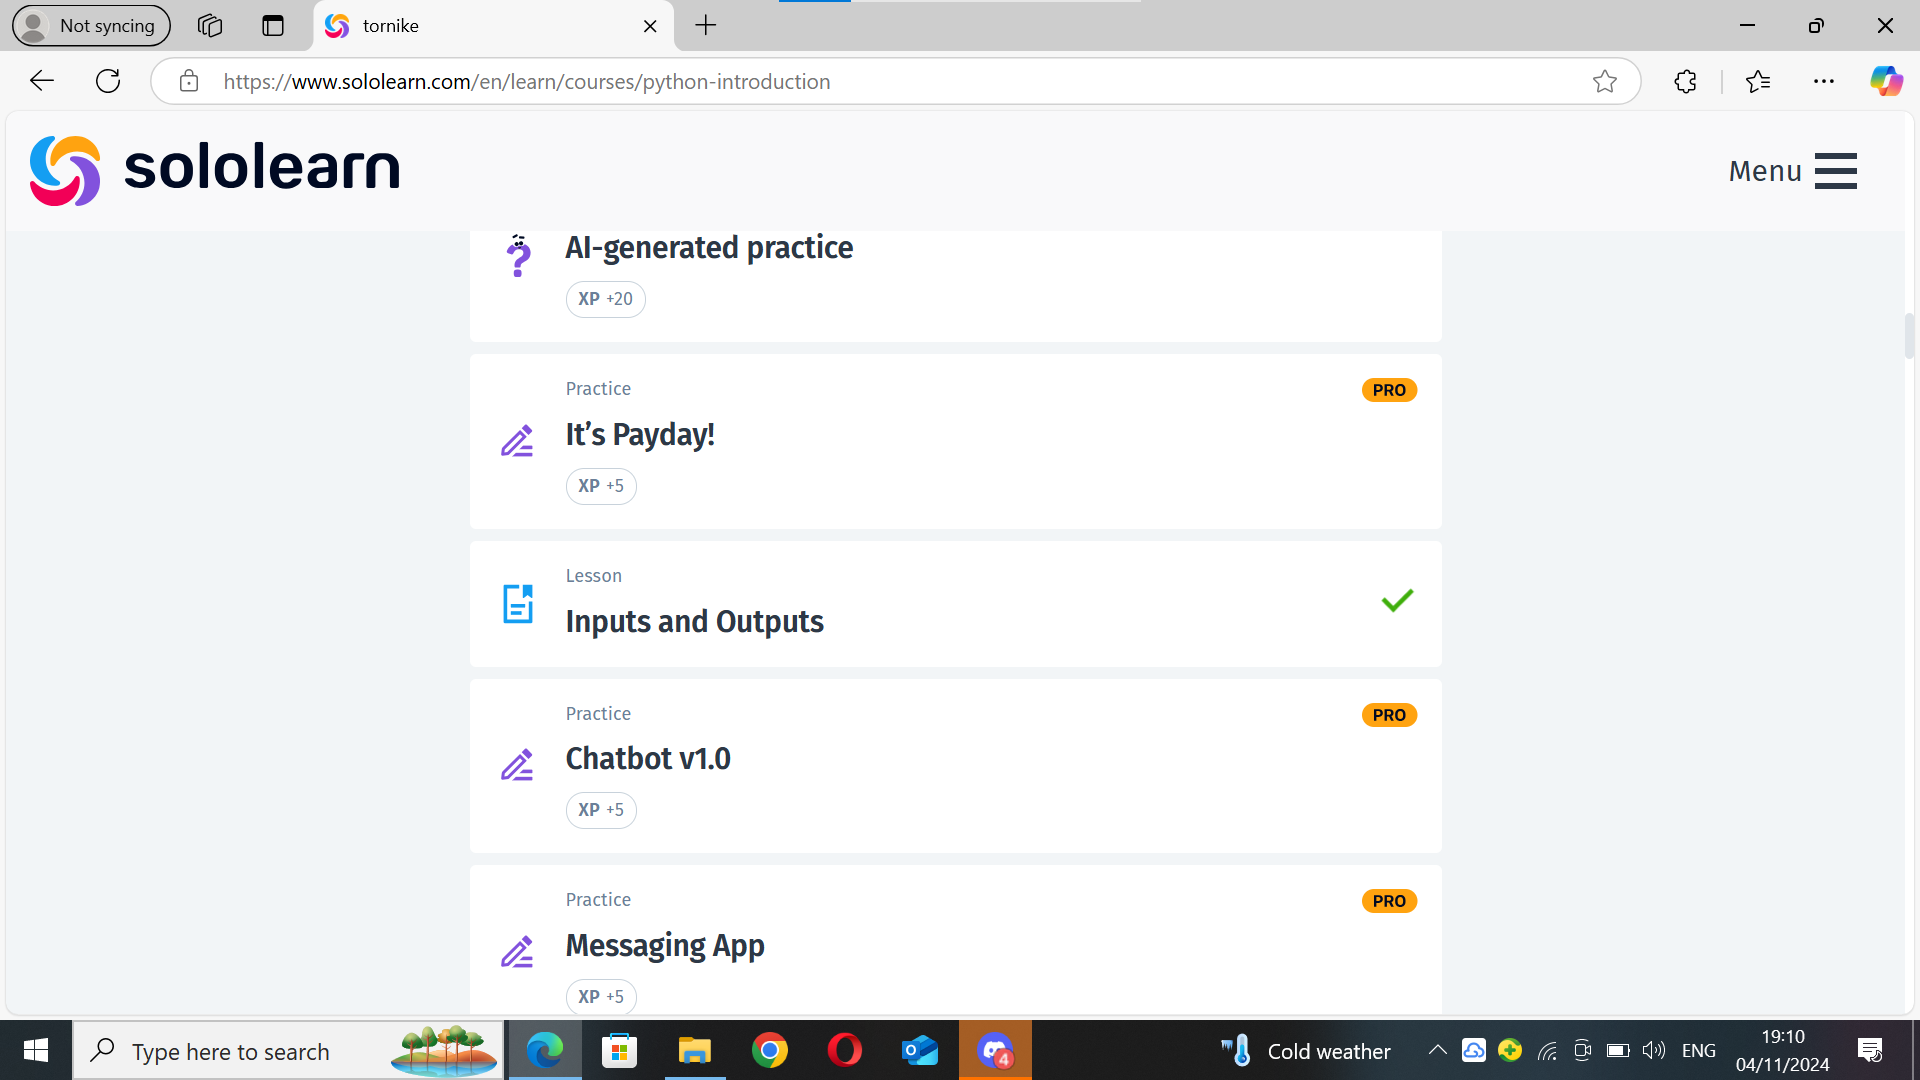 Not syncing
tornike
https://www.sololearn.com/en/learn/courses/python-introduction
sololearn
Menu
AI-generated practice
XP +20
Practice
PRO
It’s Payday!
XP +5
Lesson
Inputs and Outputs
Practice
PRO
Chatbot v1.0
XP +5
Practice
PRO
Messaging App
XP +5
Type here to search
4
Cold weather
ENG
19:10
04/11/2024